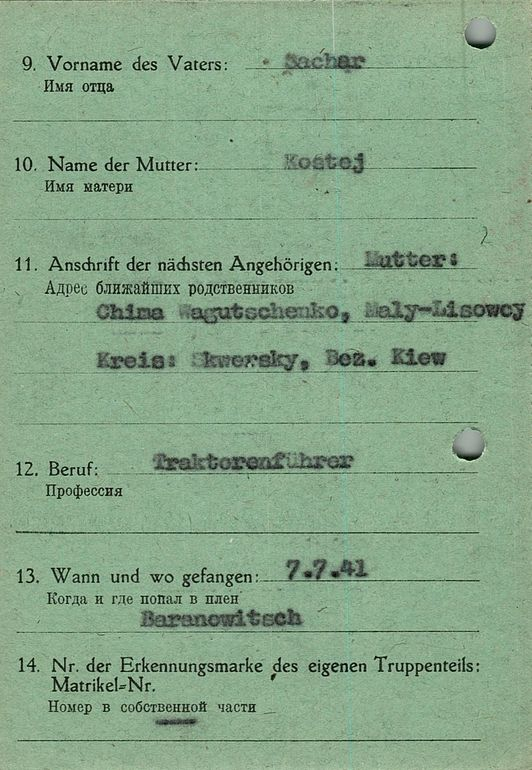 9. Vorname des Vaters: Sachar
Имя отца
10. Name der Mutter: Kostej
Имя матери
2
11. Anschrift der nächsten Angehörigen: Mutter:
Адрес ближайших родственников
Chima Wagutschenko, Maly-Lisowcy
Kreis: Skwersky, Bez. Kiew
12. Beruf: Traktorenführer
Профессия
13. Wann und wo gefangen: 7.7.41
Когда и где попал в плен
Baranowitsch
14. Nr. der Erkennungsmarke des eigenen Truppenteils:
Matrikel-Nr.
Номер в собственной части